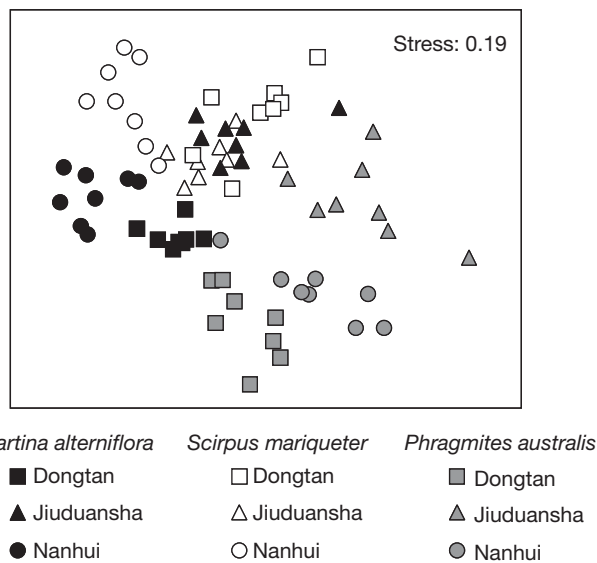 Stress: 0.19
artina alterniflora Scirpus mariqueter Phragmites australis
Dongtan Dongtan Dongtan
Jiuduansha Jiuduansha Jiuduansha
Nanhui Nanhui Nanhui